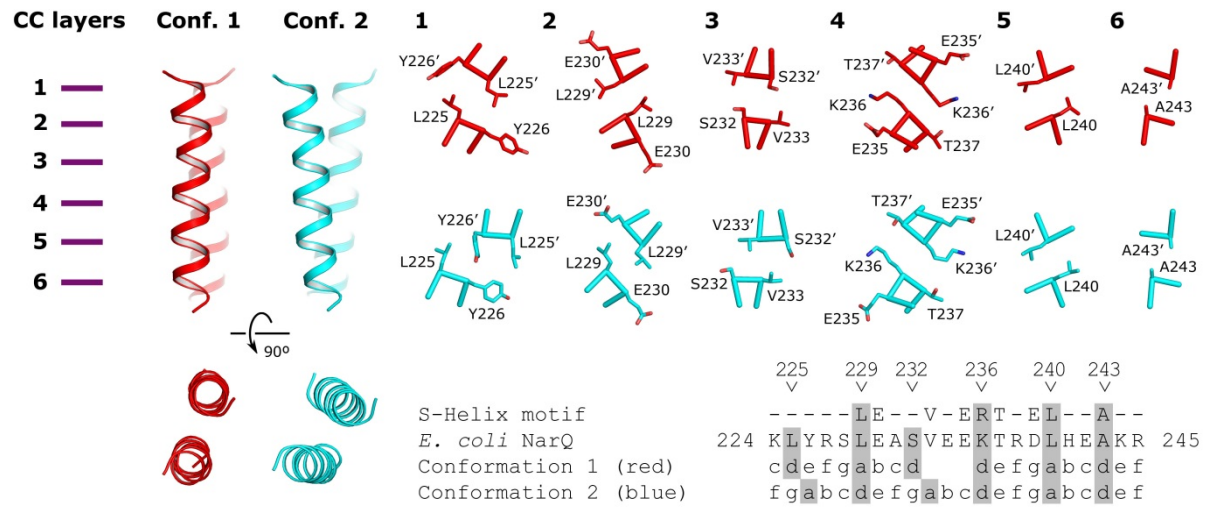 CC layers Conf. 1 Conf. 2 1 2 3 4 5 6
1
2
3
4
5
6
90º
Y226’ L225’ L225 Y226
E230’ L229’ L229 E230
V233’ S232’ S232 V233
E235’ T237’ K236 K236’ E235 T237
L240’ L240
A243’ A243
Y226’ L225’ L225 Y226
E230’ L229’ L229 E230
V233’ S232’ S232 V233
T237’ E235’ K236 K236’ E235 T237
L240’ L240
A243’ A243
225 229 232 236 240 243
S-Helix motif -----LE--V-ERT-EL--A--
E. coli NarQ 224 KLYRSLEASVEEKTRDLHEAKR 245
Conformation 1 (red) cdefgabcd defgabcdef
Conformation 2 (blue) fgabcdefgabcdefgabcdef